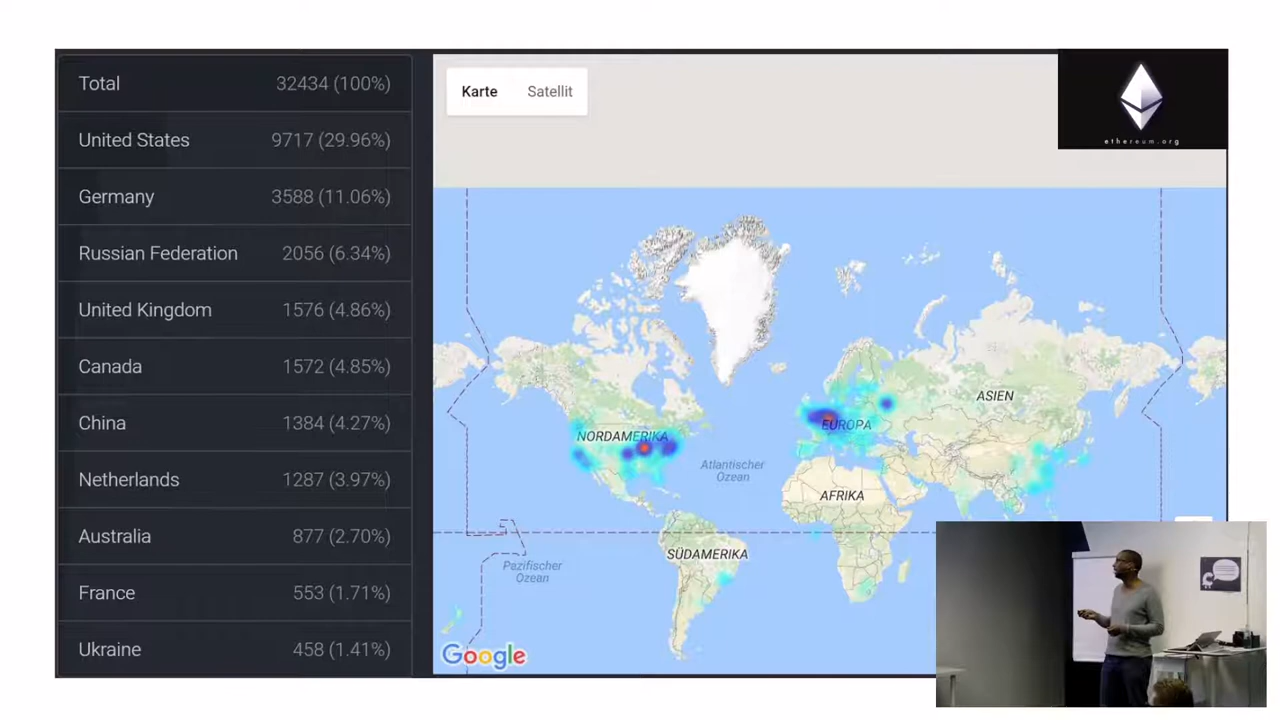 Total 32434 (100%)
United States 9717 (29.96%)
Germany 3588 (11.06%)
Russian Federation 2056 (6.34%)
United Kingdom 1576 (4.86%)
Canada 1572 (4.85%)
China 1384 (4.27%)
Netherlands 1287 (3.97%)
Australia 877 (2.70%)
France 553 (1.71%)
Ukraine 458 (1.41%)
Karte Satellit
ethereum.org
NORDAMERIKA
EUROPA
ASIEN
Atlantischer
Ozean
AFRIKA
SÜDAMERIKA
Pazifischer
Ozean
Google